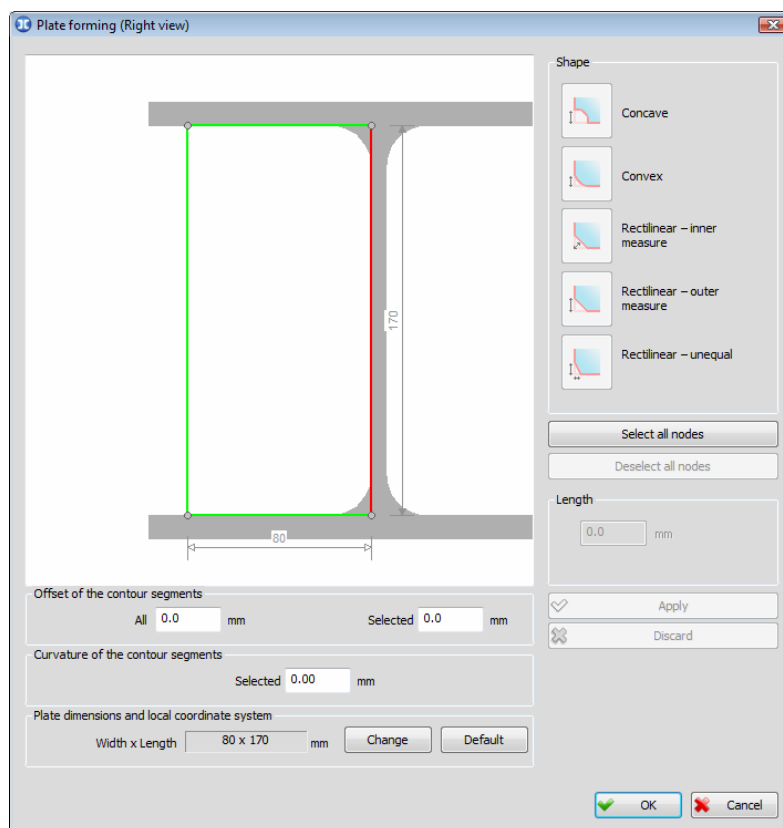 Plate forming (Right view)
Shape
Concave
Convex
Rectilinear – inner
measure
Rectilinear – outer
measure
Rectilinear – unequal
170
80
Select all nodes
Deselect all nodes
Length
0.0 mm
Apply
Discard
Offset of the contour segments
All 0.0 mm Selected 0.0 mm
Curvature of the contour segments
Selected 0.00 mm
Plate dimensions and local coordinate system
Width x Length 80 x 170 mm Change Default
OK Cancel